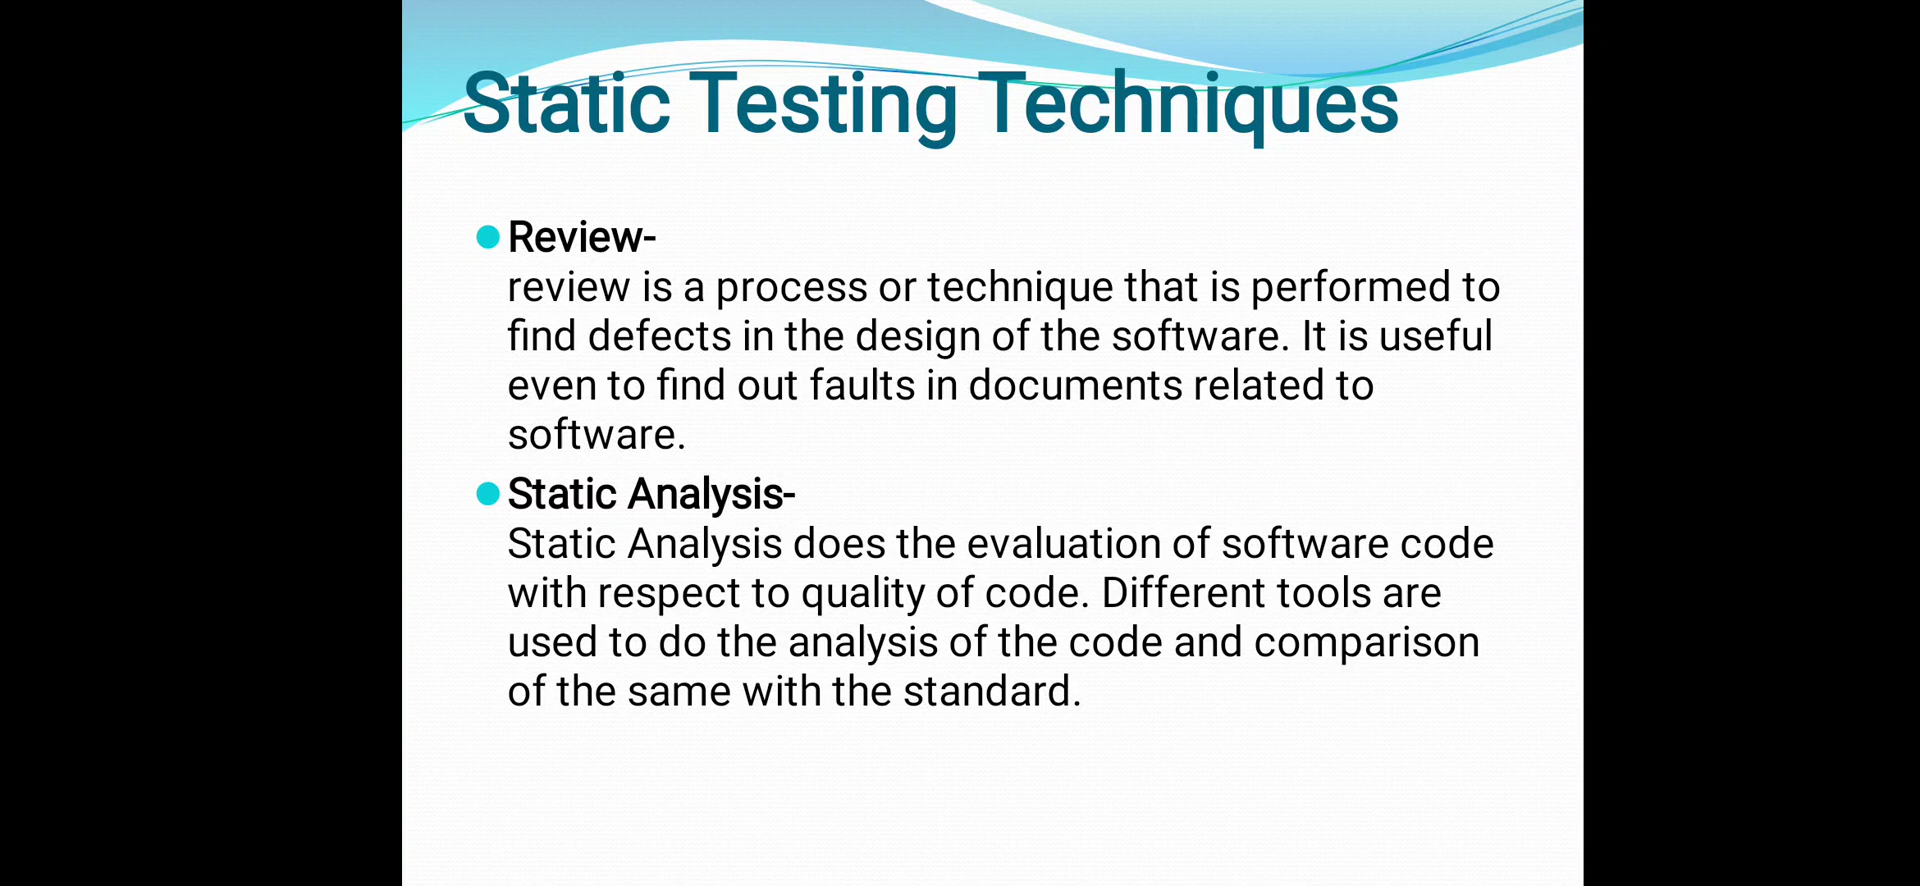 Static Testing Techniques
Review-
review is a process or technique that is performed to
find defects in the design of the software. It is useful
even to find out faults in documents related to
software.
Static Analysis-
Static Analysis does the evaluation of software code
with respect to quality of code. Different tools are
used to do the analysis of the code and comparison
of the same with the standard.